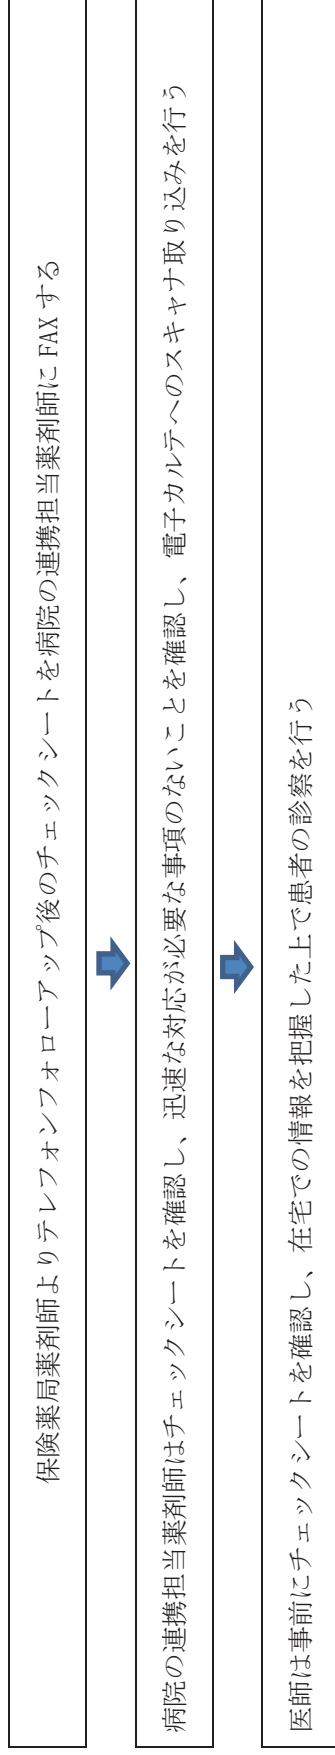 保険薬局薬剤師よりテレフォンフォローアップ後のチェックシートを病院の連携担当薬剤師に FAX する
病院の連携担当薬剤師はチェックシートを確認し、迅速な対応が必要な事項のないことを確認し、電子カルテへのスキャナ取り込みを行う
医師は事前にチェックシートを確認し、在宅での情報を把握した上で患者の診察を行う